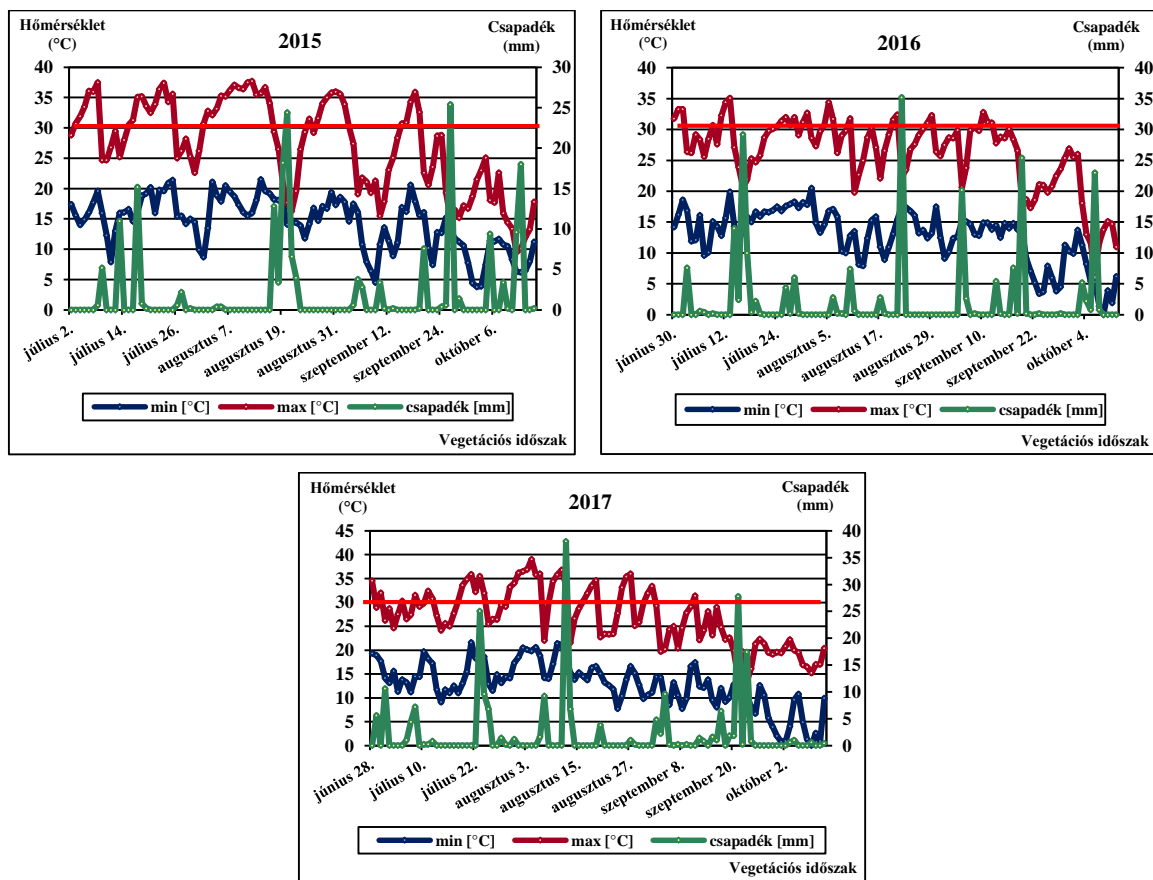 Hőmérséklet
(°C)
2015
Csapadék
(mm)
40
35
30
25
20
15
10
5
0
30
25
20
15
10
5
0
július 2.
július 14.
július 26.
augusztus 7.
augusztus 19.
augusztus 31.
szeptember 12.
szeptember 24.
október 6.
min [°C]
max [°C]
csapadék [mm]
Vegetációs időszak
Hőmérséklet
(°C)
2016
Csapadék
(mm)
40
35
30
25
20
15
10
5
0
40
35
30
25
20
15
10
5
0
június 30.
július 12.
július 24.
augusztus 5.
augusztus 17.
augusztus 29.
szeptember 10.
szeptember 22.
október 4.
min [°C]
max [°C]
csapadék [mm]
Vegetációs időszak
Hőmérséklet
(°C)
2017
Csapadék
(mm)
45
40
35
30
25
20
15
10
5
0
40
35
30
25
20
15
10
5
0
június 28.
július 10.
július 22.
augusztus 3.
augusztus 15.
augusztus 27.
szeptember 8.
szeptember 20.
október 2.
min [°C]
max [°C]
csapadék [mm]
Vegetációs időszak